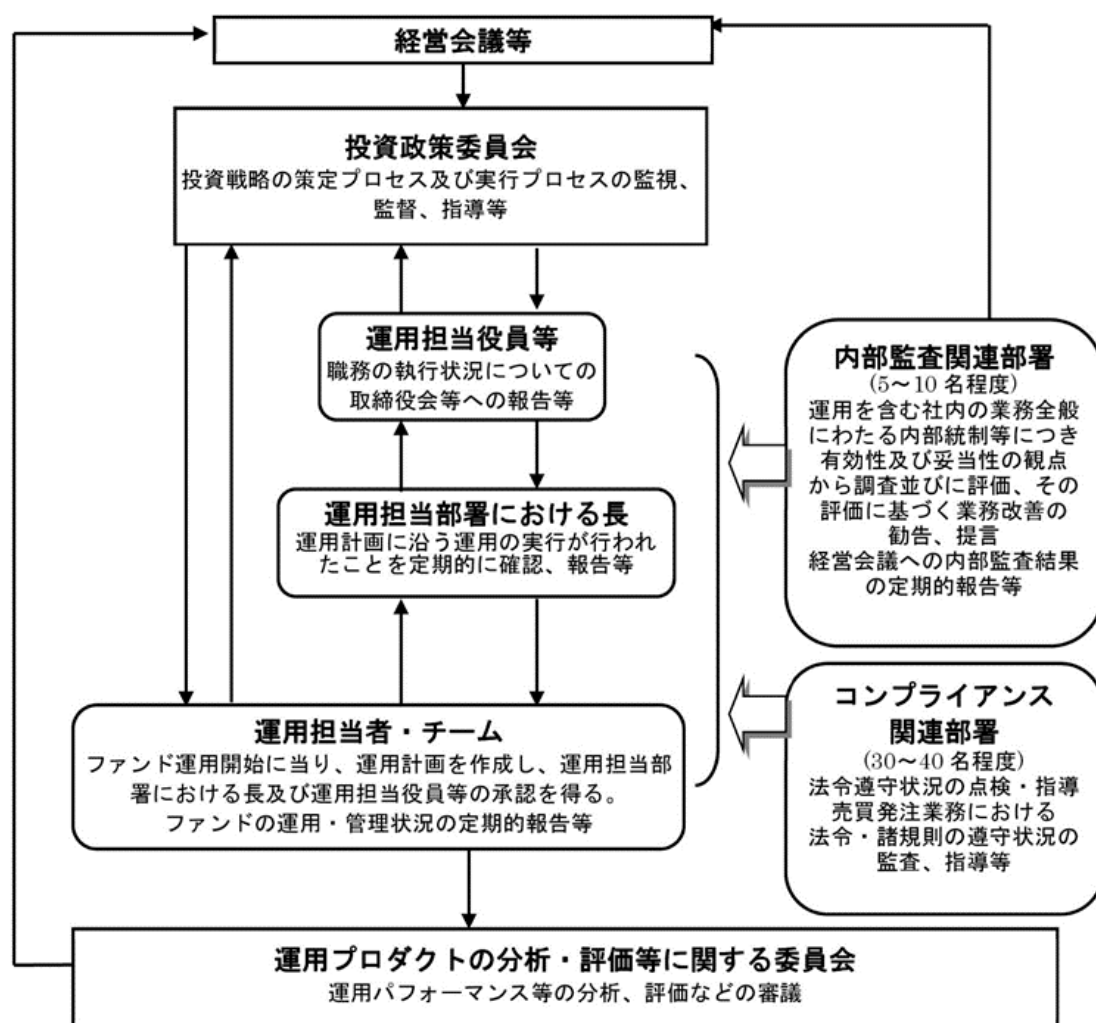 経営会議等
投資政策委員会
投資戦略の策定プロセス及び実行プロセスの監視、
監督、指導等
運用担当役員等
職務の執行状況についての
取締役会等への報告等
運用担当部署における長
運用計画に沿う運用の実行が行われ
たことを定期的に確認、報告等
運用担当者・チーム
ファンド運用開始に当り、運用計画を作成し、運用担当部
署における長及び運用担当役員等の承認を得る。
ファンドの運用・管理状況の定期的報告等
内部監査関連部署
(5～10 名程度)
運用を含む社内の業務全般
にわたる内部統制等につき
有効性及び妥当性の観点
から調査並びに評価、その
評価に基づく業務改善の
勧告、提言
経営会議への内部監査結果
の定期的報告等
コンプライアンス
関連部署
(30～40 名程度)
法令遵守状況の点検・指導
売買発注業務における
法令・諸規則の遵守状況の
監査、指導等
運用プロダクトの分析・評価等に関する委員会
運用パフォーマンス等の分析、評価などの審議